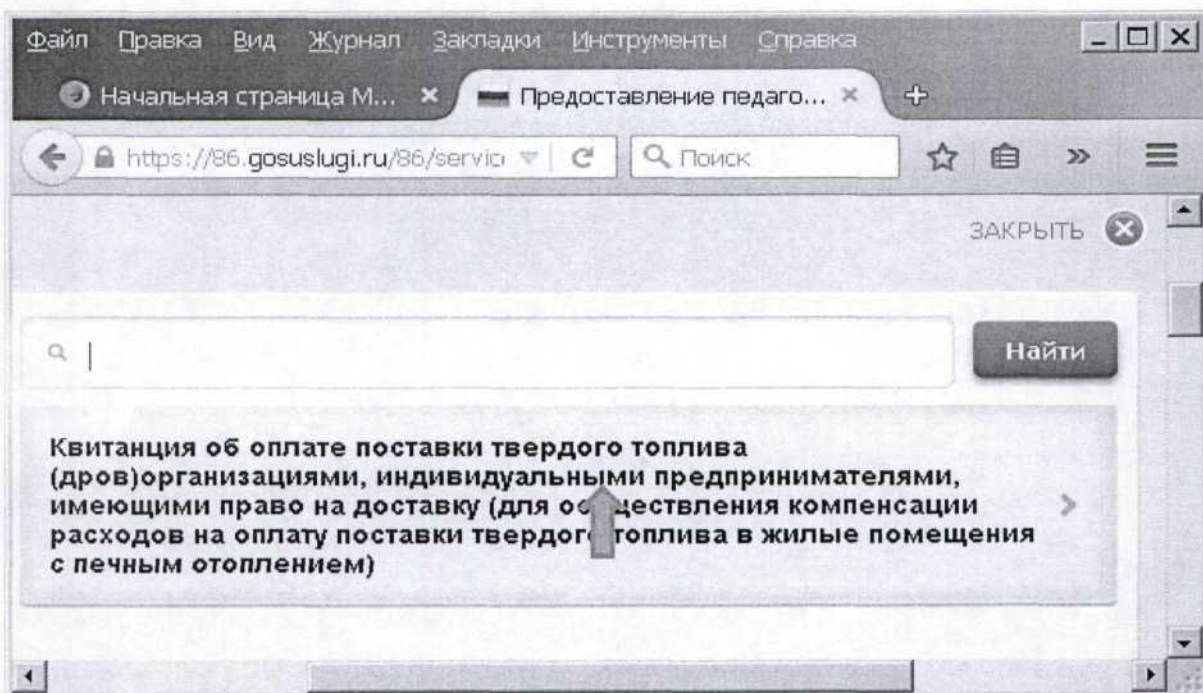 Файл Правка Вид Журнал Закладки Инструменты Справка
Начальная страница M... Предоставление педаго...
https://86.gosuslugi.ru/86/servic Поиск
ЗАКРЫТЬ
Найти
Квитанция об оплате поставки твердого топлива
(дров)организациями, индивидуальными предпринимателями,
имеющими право на доставку (для осуществления компенсации
расходов на оплату поставки твердого топлива в жилые помещения
с печным отоплением)